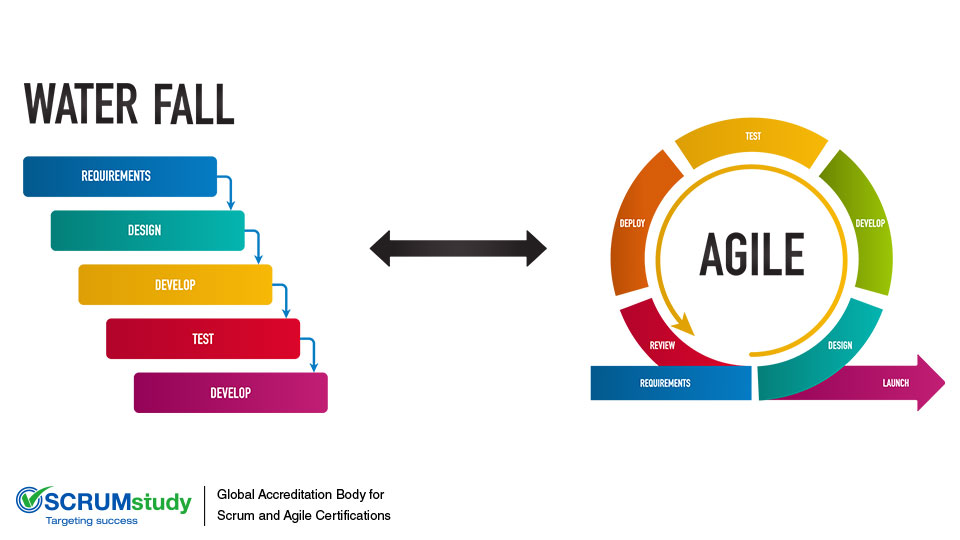 WATER FALL
REQUIREMENTS
DESIGN
DEVELOP
TEST
DEVELOP
TEST
DEPLOY
DEVELOP
AGILE
REVIEW
DESIGN
REQUIREMENTS
LAUNCH
SCRUMstudy
Targeting success
Global Accreditation Body for
Scrum and Agile Certifications